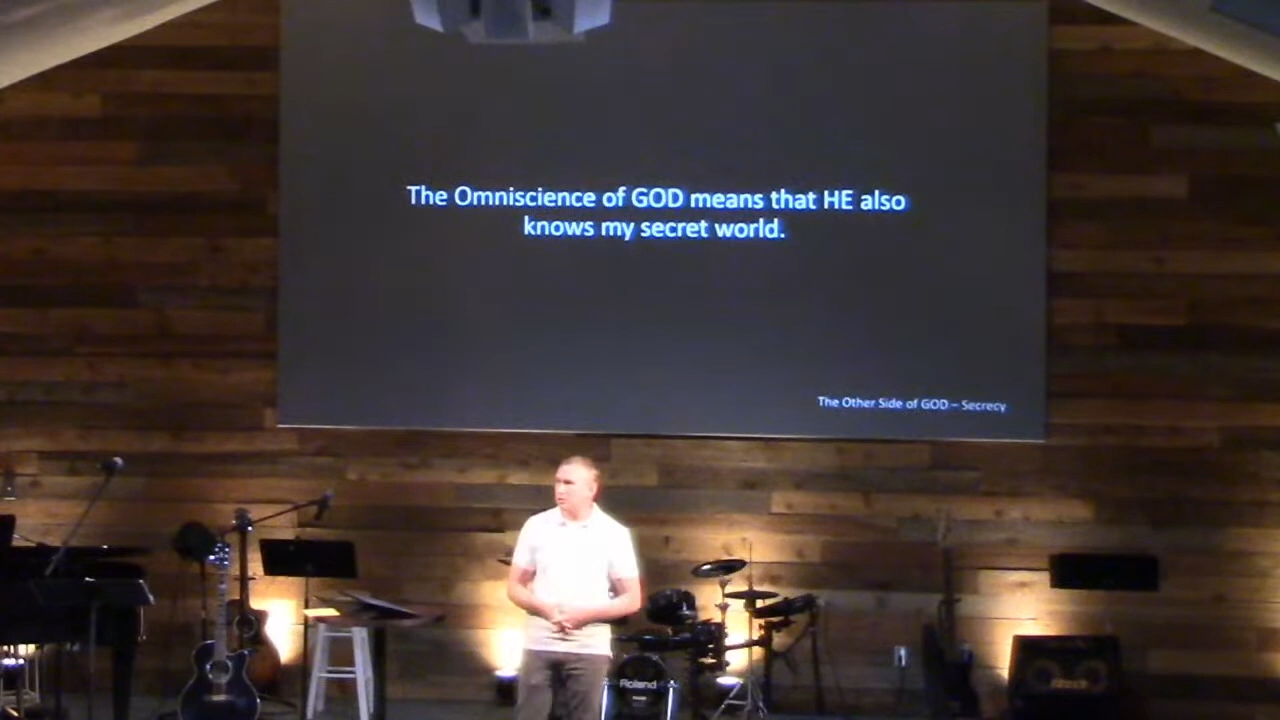 The Omniscience of GOD means that HE also
knows my secret world.
The Other Side of GOD – Secrecy
Roland